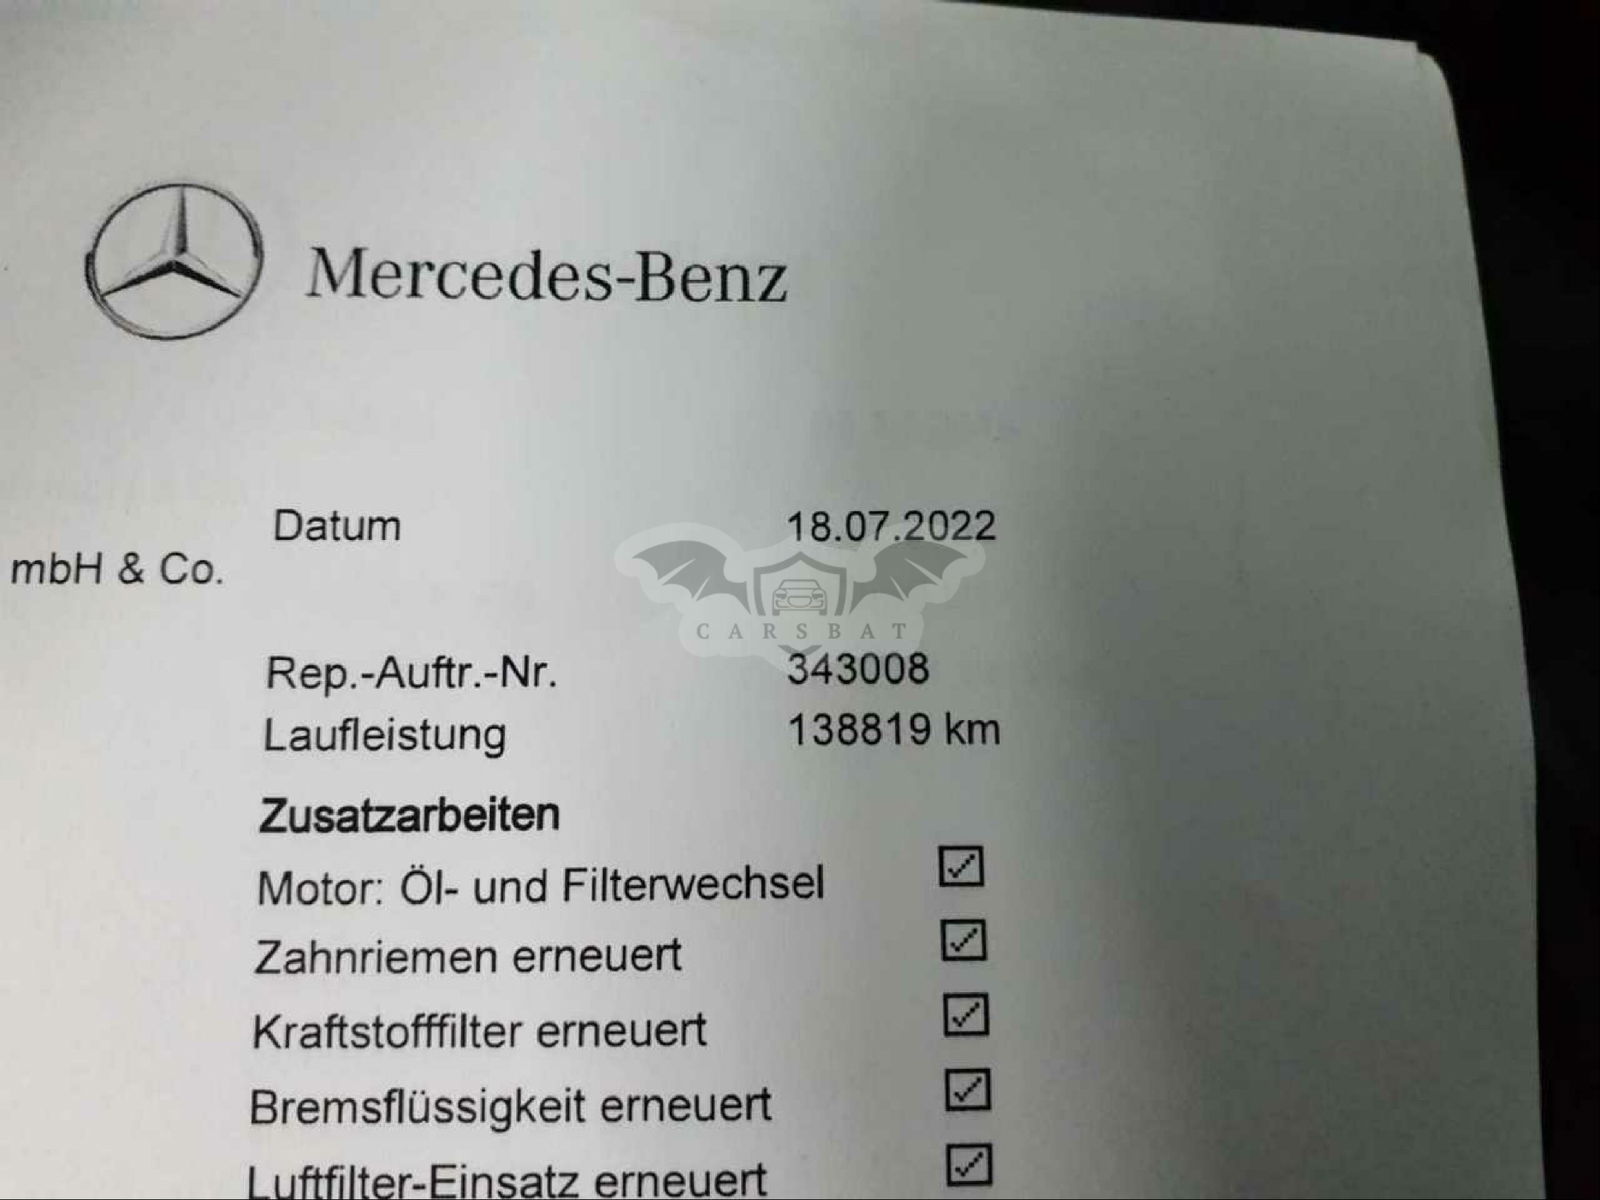 Mercedes-Benz
Datum 18.07.2022
mbH & Co.
CARSBAT
Rep.-Auftr.-Nr. 343008
Laufleistung 138819 km
Zusatzarbeiten
Motor: Öl- und Filterwechsel
Zahnriemen erneuert
Kraftstofffilter erneuert
Bremsflüssigkeit erneuert
Luftfilter-Einsatz erneuert